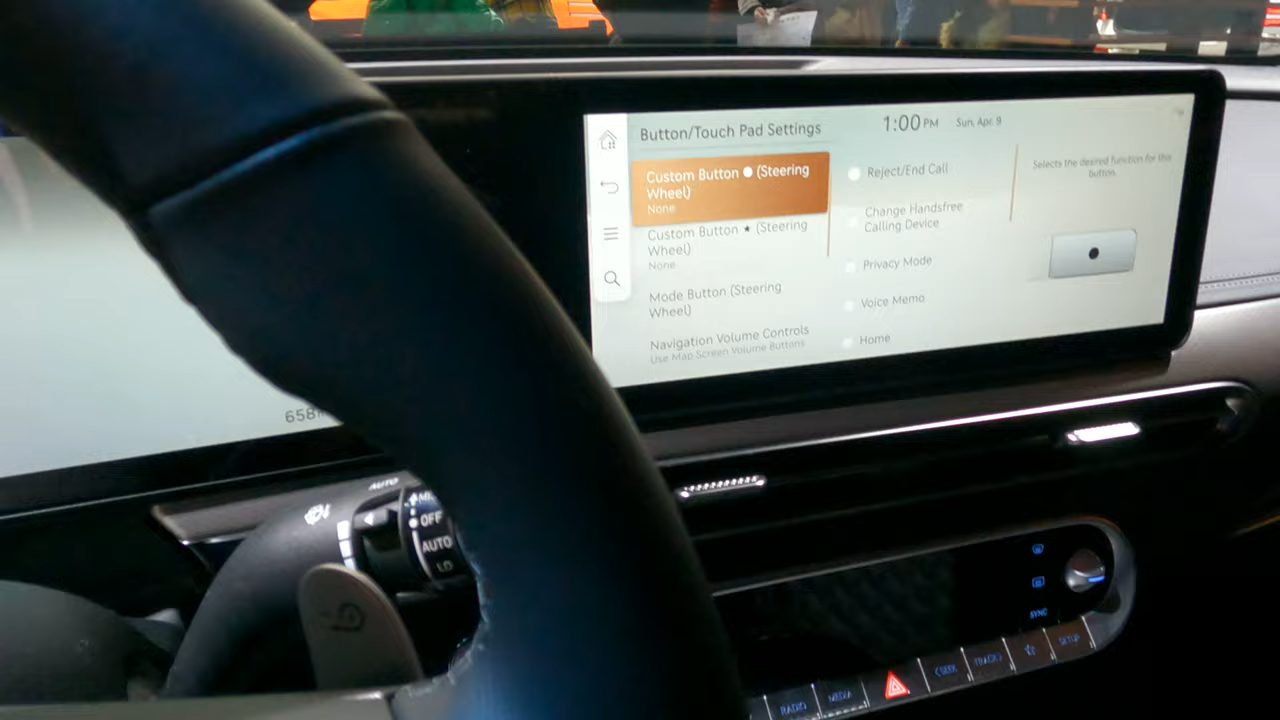 Button/Touch Pad Settings
1:00 PM Sun, Apr. 9
Custom Button ● (Steering
Wheel)
None
Custom Button ★ (Steering
Wheel)
None
Mode Button (Steering
Wheel)
Navigation Volume Controls
Use Map Screen Volume Buttons
Reject/End Call
Change Handsfree
Calling Device
Privacy Mode
Voice Memo
Home
Selects the desired function for this
button.
658
AUTO
OFF
AUTO
LO
SYNC
RADIO
MEDIA
<SEEK
TRACK>
SETUP